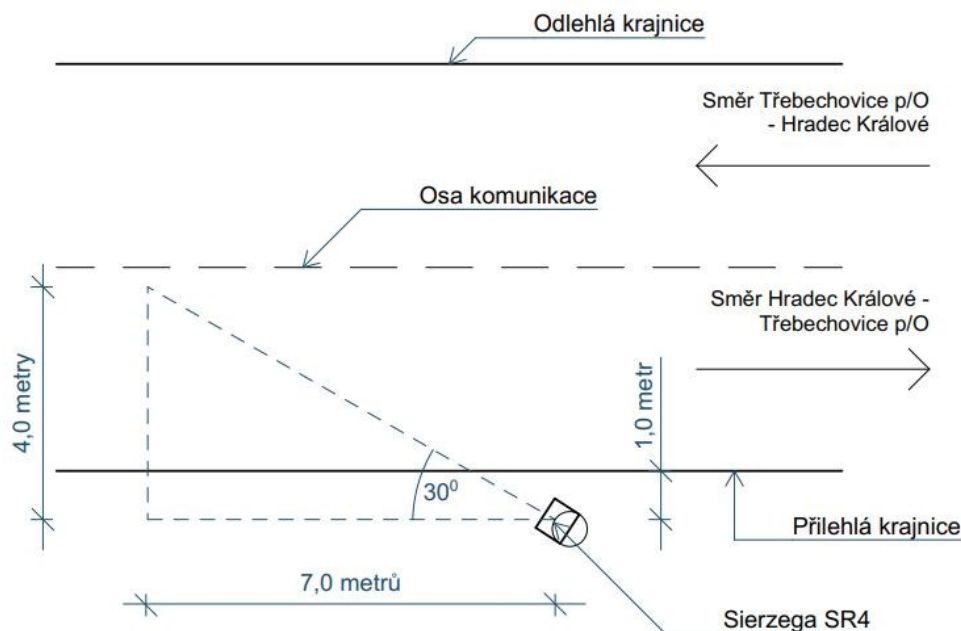 Odlehlá krajnice
Směr Třebechovice p/O
- Hradec Králové
Osa komunikace
Směr Hradec Králové -
Třebechovice p/O
4,0 metry
1,0 metr
30⁰
Přilehlá krajnice
7,0 metrů
Sierzega SR4